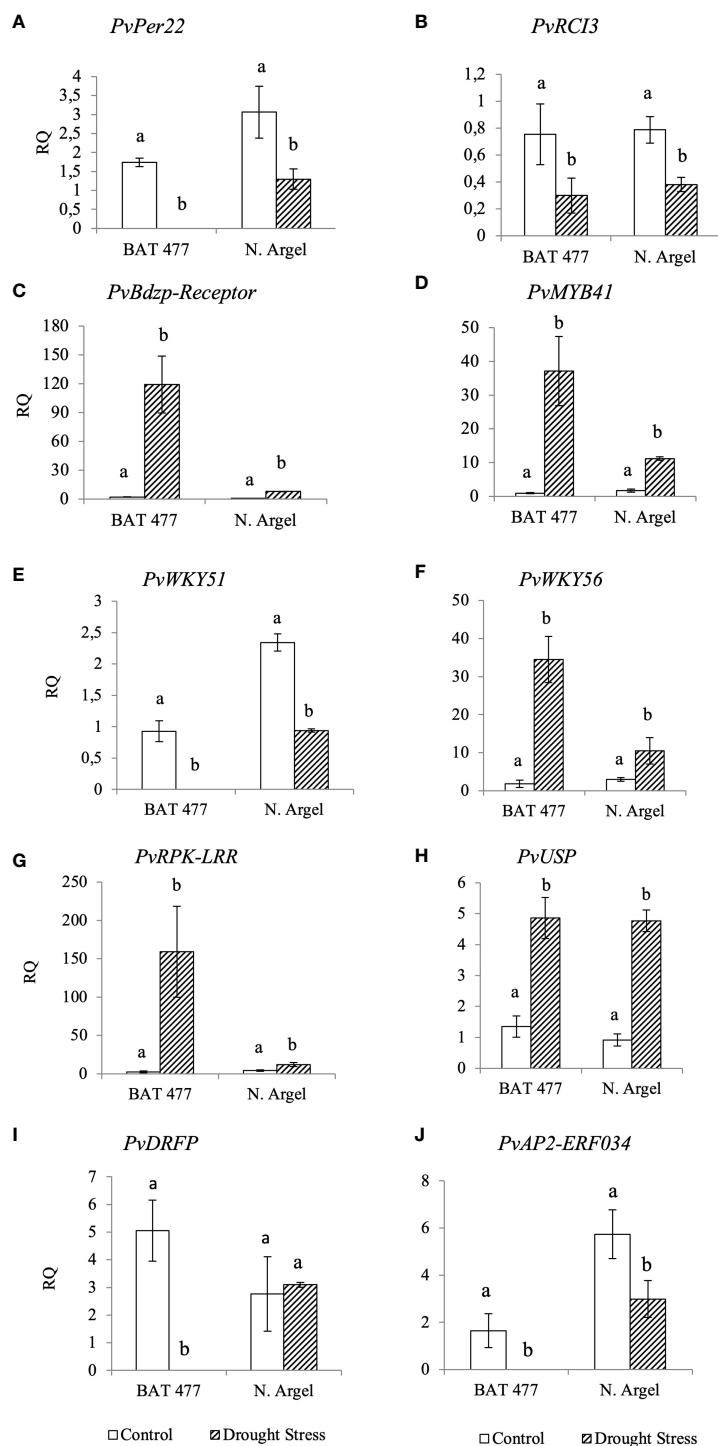 A PvPer22
4
3,5
3
2,5
2
1,5
1
0,5
0
RQ
a
b
a
b
BAT 477 N. Argel
B PvRCI3
1,2
1
0,8
0,6
0,4
0,2
0
a
b
a
b
BAT 477 N. Argel
C PvBdzp-Receptor
180
150
120
90
60
30
0
RQ
a
b
a
b
BAT 477 N. Argel
D PvMYB41
50
40
30
20
10
0
a
b
a
b
BAT 477 N. Argel
E PvWKY51
3
2,5
2
1,5
1
0,5
0
RQ
a
b
a
b
BAT 477 N. Argel
F PvWKY56
50
40
30
20
10
0
a
b
a
b
BAT 477 N. Argel
G PvRPK-LRR
250
200
150
100
50
0
RQ
a
b
a
b
BAT 477 N. Argel
H PvUSP
6
5
4
3
2
1
0
a
b
a
b
BAT 477 N. Argel
I PvDRFP
7
6
5
4
3
2
1
0
RQ
a
b
a
a
BAT 477 N. Argel
J PvAP2-ERF034
8
6
4
2
0
a
b
a
b
BAT 477 N. Argel
Control Drought Stress Control Drought Stress